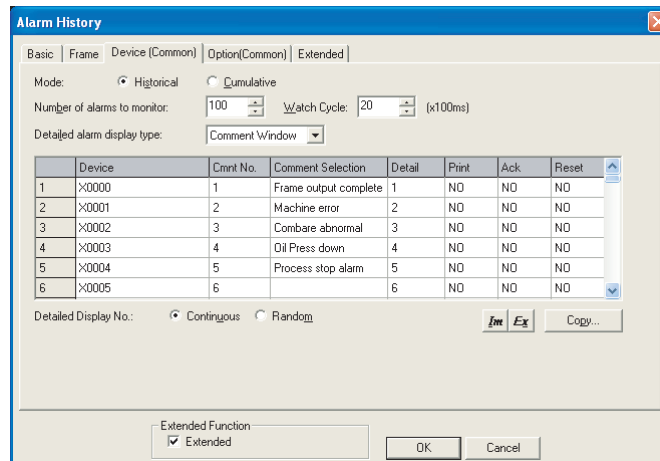 Alarm History
Basic Frame Device (Common) Option(Common) Extended
Mode: Historical Cumulative
Number of alarms to monitor: 100 Watch Cycle: 20 (x100ms)
Detailed alarm display type: Comment Window
Device Cmnt No. Comment Selection Detail Print Ack Reset
1 X0000 1 Frame output complete 1 NO NO NO
2 X0001 2 Machine error 2 NO NO NO
3 X0002 3 Combare abnormal 3 NO NO NO
4 X0003 4 Oil Press down 4 NO NO NO
5 X0004 5 Process stop alarm 5 NO NO NO
6 X0005 6 6 NO NO NO
Detailed Display No.: Continuous Random Im Ex Copy...
Extended Function
Extended
OK Cancel